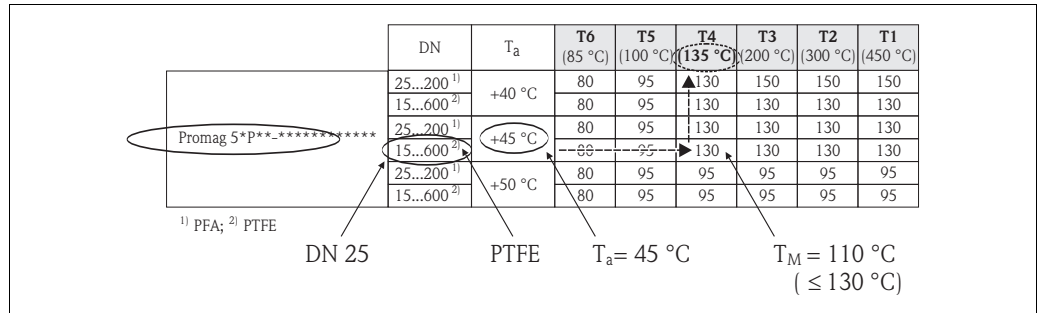 DN Ta T6 (85 °C) T5 (100 °C) T4 (135 °C) T3 (200 °C) T2 (300 °C) T1 (450 °C)
Promag 5*P**-************
25...200 1) +40 °C 80 95 130 150 150 150
15...600 2) 80 95 130 130 130 130
25...200 1) +45 °C 80 95 130 130 130 130
15...600 2) 80 95 130 130 130 130
25...200 1) +50 °C 80 95 95 95 95 95
15...600 2) 80 95 95 95 95 95
1) PFA; 2) PTFE
DN 25 PTFE Ta= 45 °C TM = 110 °C
( ≤ 130 °C)